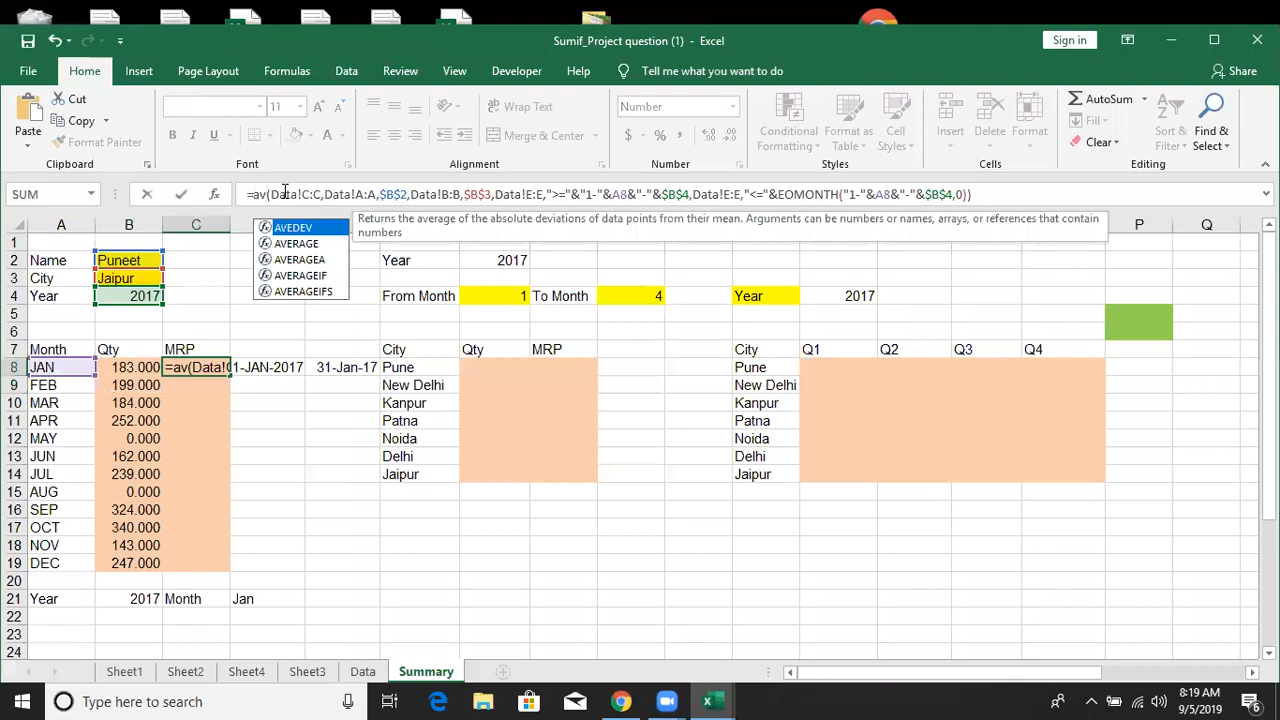 Sumif_Project question (1) - Excel
Sign in
File Home Insert Page Layout Formulas Data Review View Developer Help Tell me what you want to do Share
Cut
Copy
Format Painter
Paste
11
Wrap Text
Merge & Center
Number
Conditional Formatting
Format as Table
Cell Styles
Insert
Delete
Format
AutoSum
Fill
Clear
Find & Select
Clipboard Font Alignment Number Styles Cells Editing
SUM
=av(Data!C:C,Data!A:A,$B$2,Data!B:B,$B$3,Data!E:E,">="&"1-"&A8&"-"&$B$4,Data!E:E,"<="&EOMONTH("1-"&A8&"-"&$B$4,0))
AVEDEV
AVERAGE
AVERAGEA
AVERAGEIF
AVERAGEIFS
Returns the average of the absolute deviations of data points from their mean. Arguments can be numbers or names, arrays, or references that contain
numbers
A B C P Q
1
2 Name Puneet Year 2017
3 City Jaipur
4 Year 2017 From Month 1 To Month 4 Year 2017
5
6
7 Month Qty MRP City Qty MRP City Q1 Q2 Q3 Q4
8 JAN 183.000 =av(Data!C 1-JAN-2017 31-Jan-17 Pune Pune
9 FEB 199.000 New Delhi New Delhi
10 MAR 184.000 Kanpur Kanpur
11 APR 252.000 Patna Patna
12 MAY 0.000 Noida Noida
13 JUN 162.000 Delhi Delhi
14 JUL 239.000 Jaipur Jaipur
15 AUG 0.000
16 SEP 324.000
17 OCT 340.000
18 NOV 143.000
19 DEC 247.000
20
21 Year 2017 Month Jan
22
23
24
Sheet1 Sheet2 Sheet4 Sheet3 Data Summary
Type here to search
8:19 AM
9/5/2019